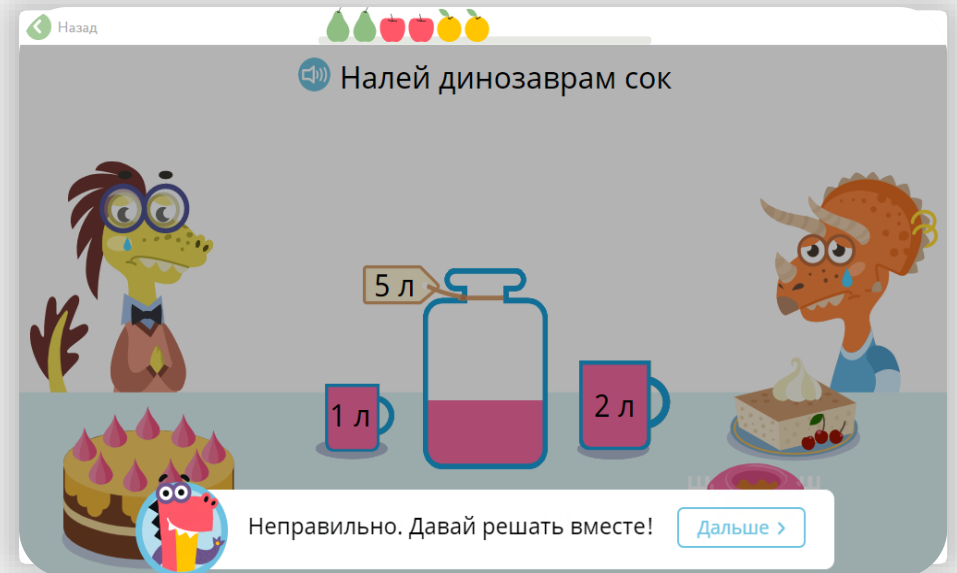 Назад
Налей динозаврам сок
5 л
1 л
2 л
Неправильно. Давай решать вместе!
Дальше >